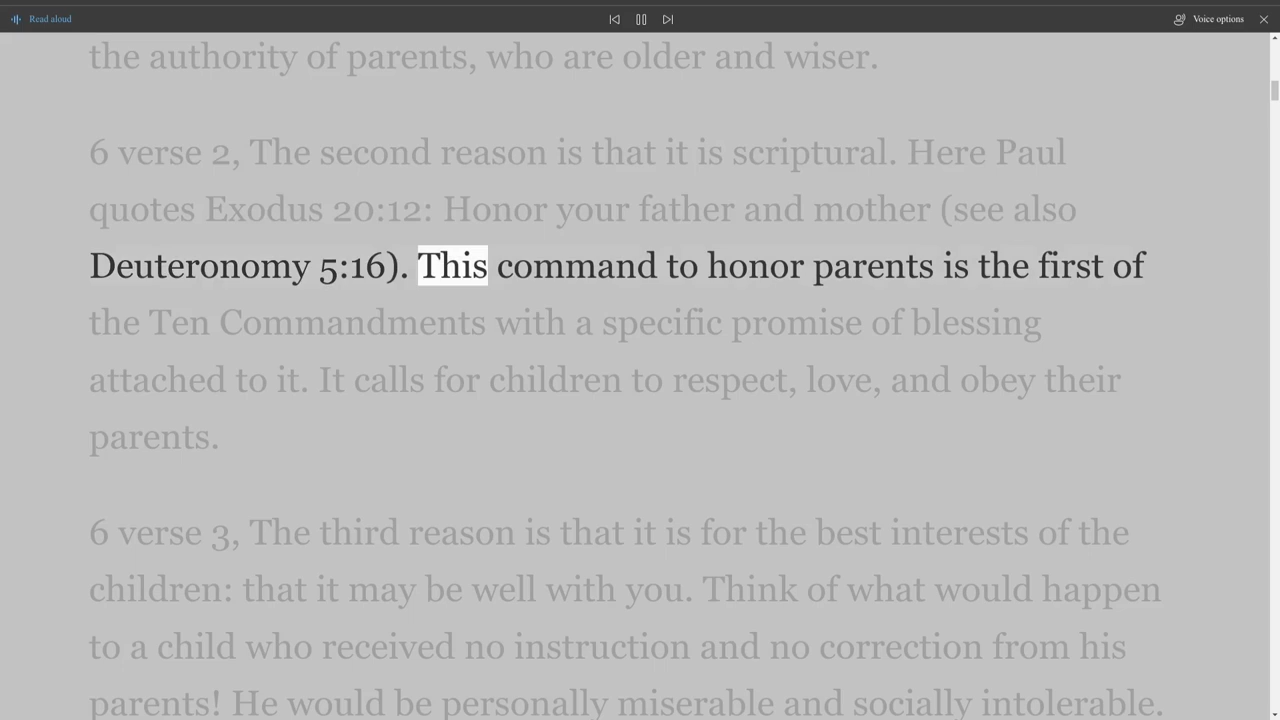 Read aloud
Voice options
the authority of parents, who are older and wiser.
6 verse 2, The second reason is that it is scriptural. Here Paul
quotes Exodus 20:12: Honor your father and mother (see also
Deuteronomy 5:16). This command to honor parents is the first of
the Ten Commandments with a specific promise of blessing
attached to it. It calls for children to respect, love, and obey their
parents.
6 verse 3, The third reason is that it is for the best interests of the
children: that it may be well with you. Think of what would happen
to a child who received no instruction and no correction from his
parents! He would be personally miserable and socially intolerable.